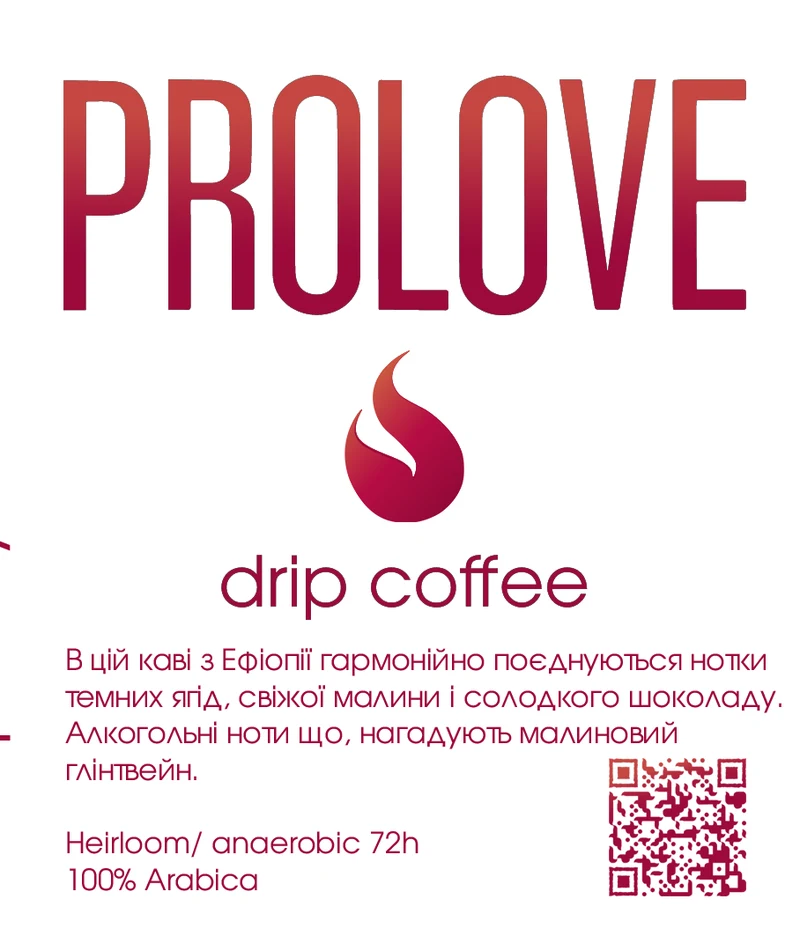 PROLOVE
drip coffee
В цій каві з Ефіопії гармонійно поєднуються нотки
темних ягід, свіжої малини і солодкого шоколаду.
Алкогольні ноти що, нагадують малиновий
глінтвейн.
Heirloom/ anaerobic 72h
100% Arabica